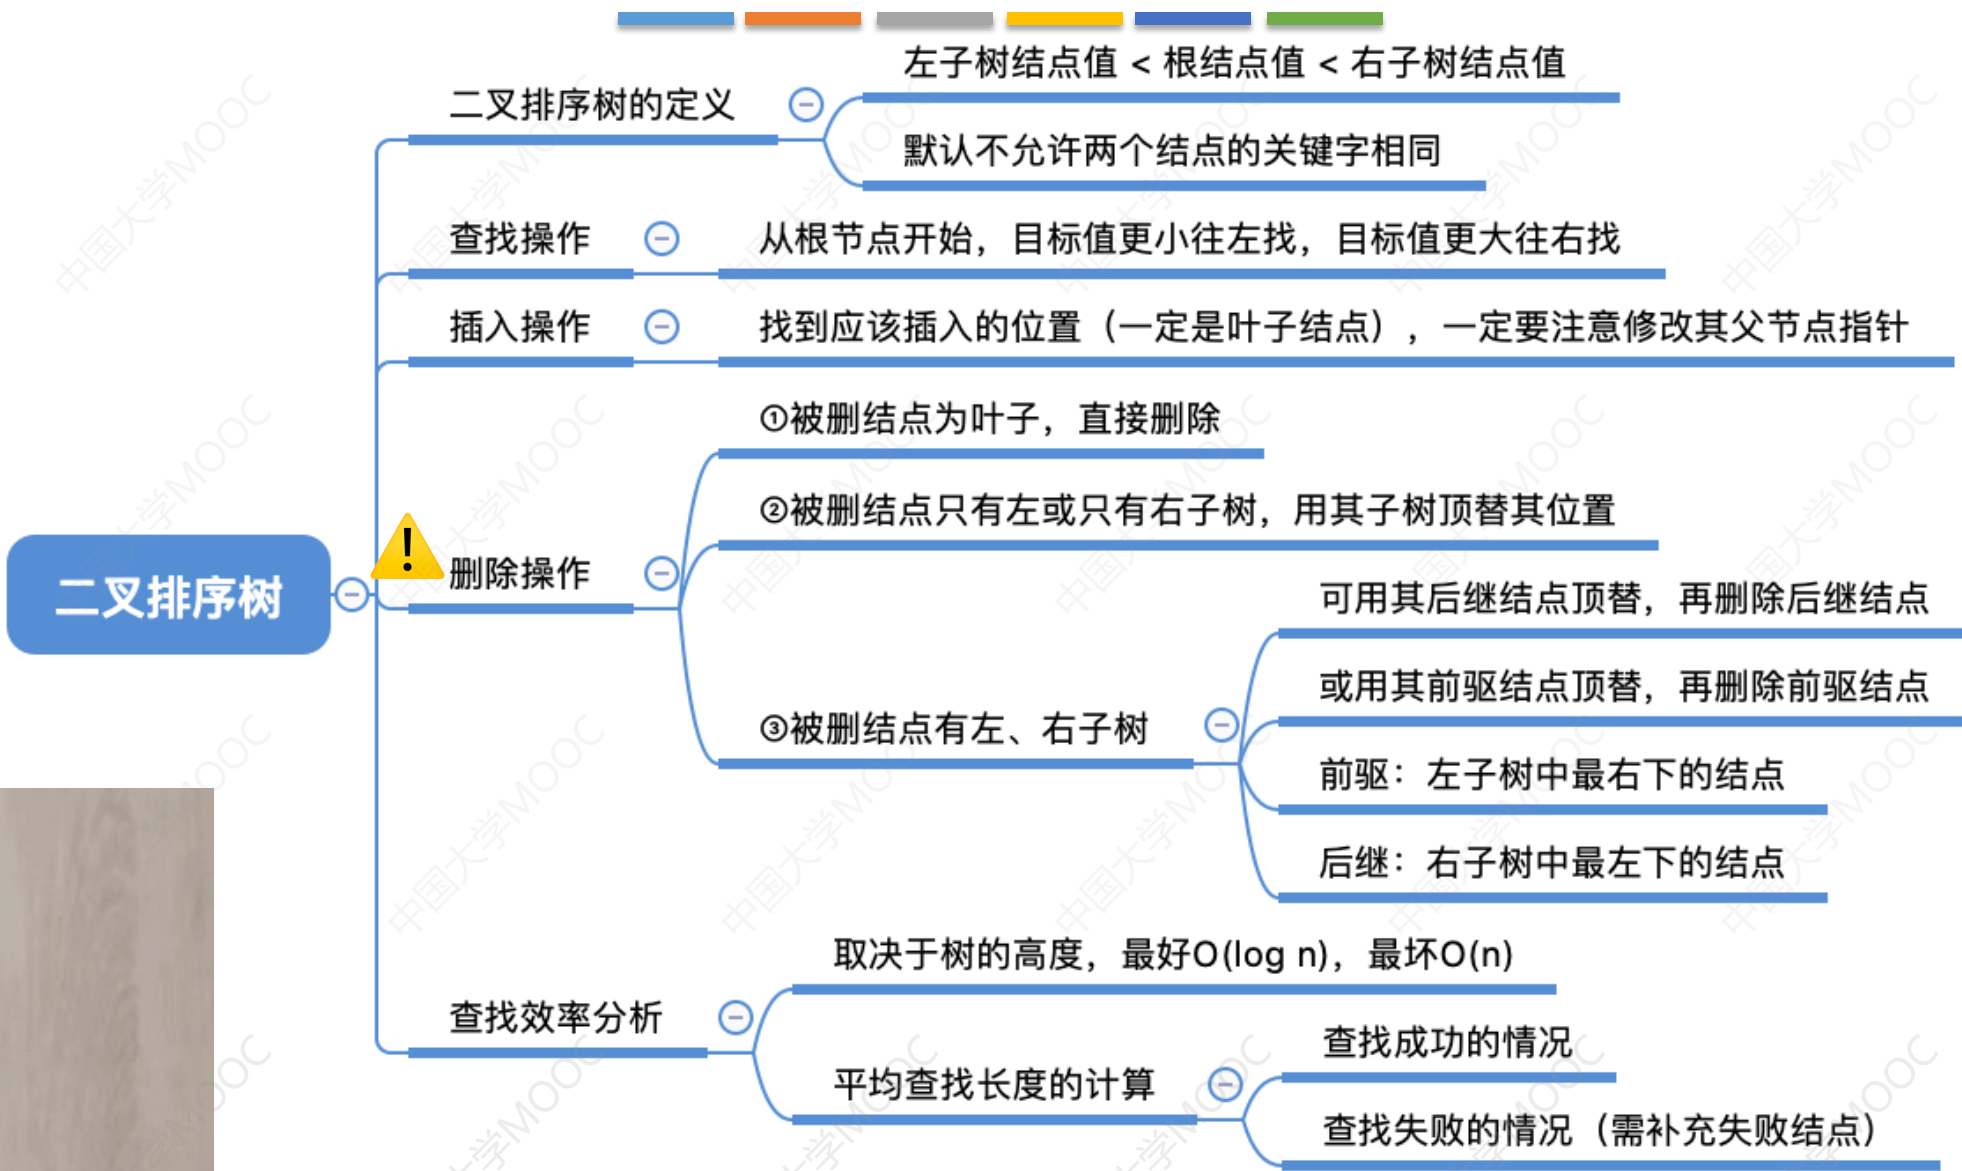 左子树结点值 < 根结点值 < 右子树结点值
二叉排序树的定义
默认不允许两个结点的关键字相同
查找操作
从根节点开始，目标值更小往左找，目标值更大往右找
插入操作
找到应该插入的位置（一定是叶子结点），一定要注意修改其父节点指针
①被删结点为叶子，直接删除
②被删结点只有左或只有右子树，用其子树顶替其位置
删除操作
二叉排序树
可用其后继结点顶替，再删除后继结点
或用其前驱结点顶替，再删除前驱结点
③被删结点有左、右子树
前驱：左子树中最右下的结点
后继：右子树中最左下的结点
取决于树的高度，最好O(log n)，最坏O(n)
查找效率分析
查找成功的情况
平均查找长度的计算
查找失败的情况（需补充失败结点）
中国大学MOOC